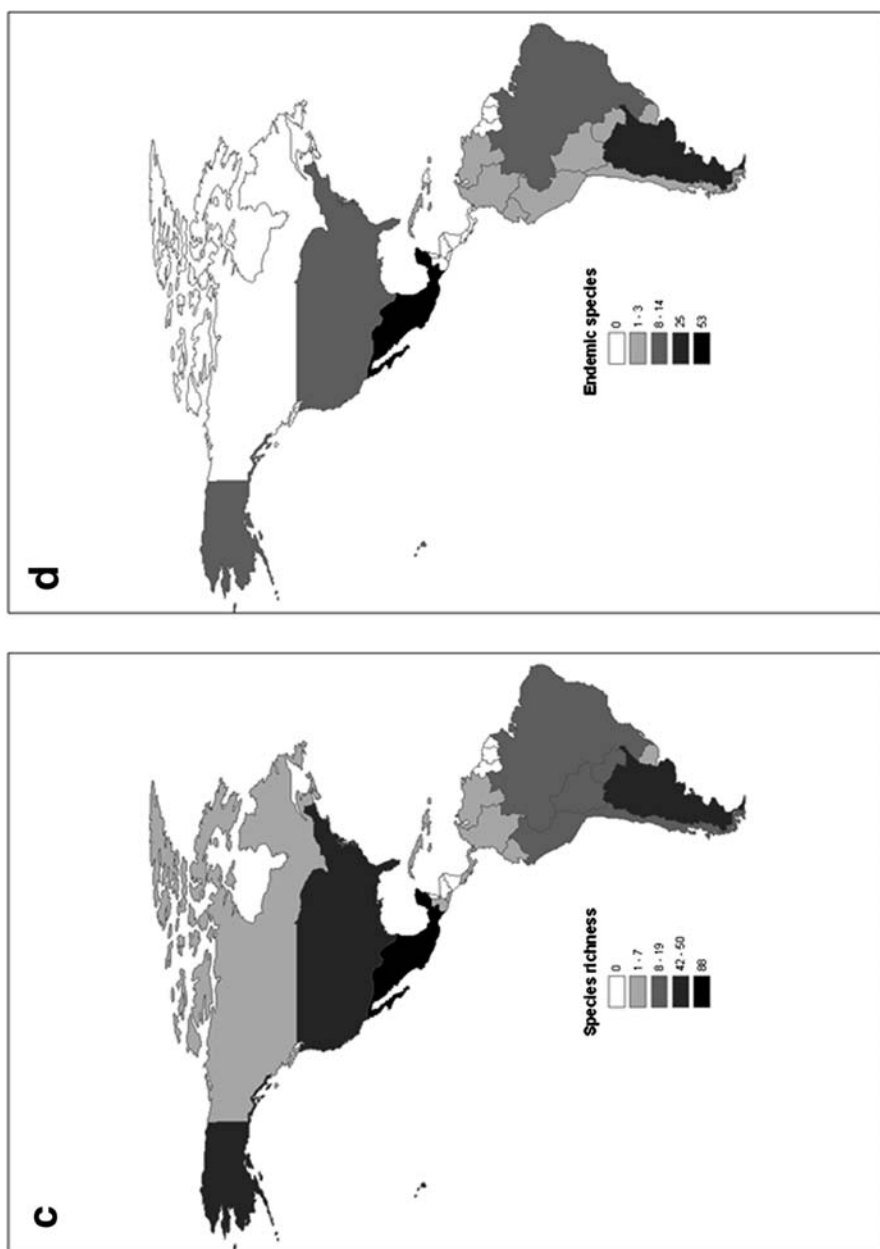 c
Species richness
0
1 - 7
8 - 19
42 - 50
88
d
Endemic species
0
1 - 3
8 - 14
25
53